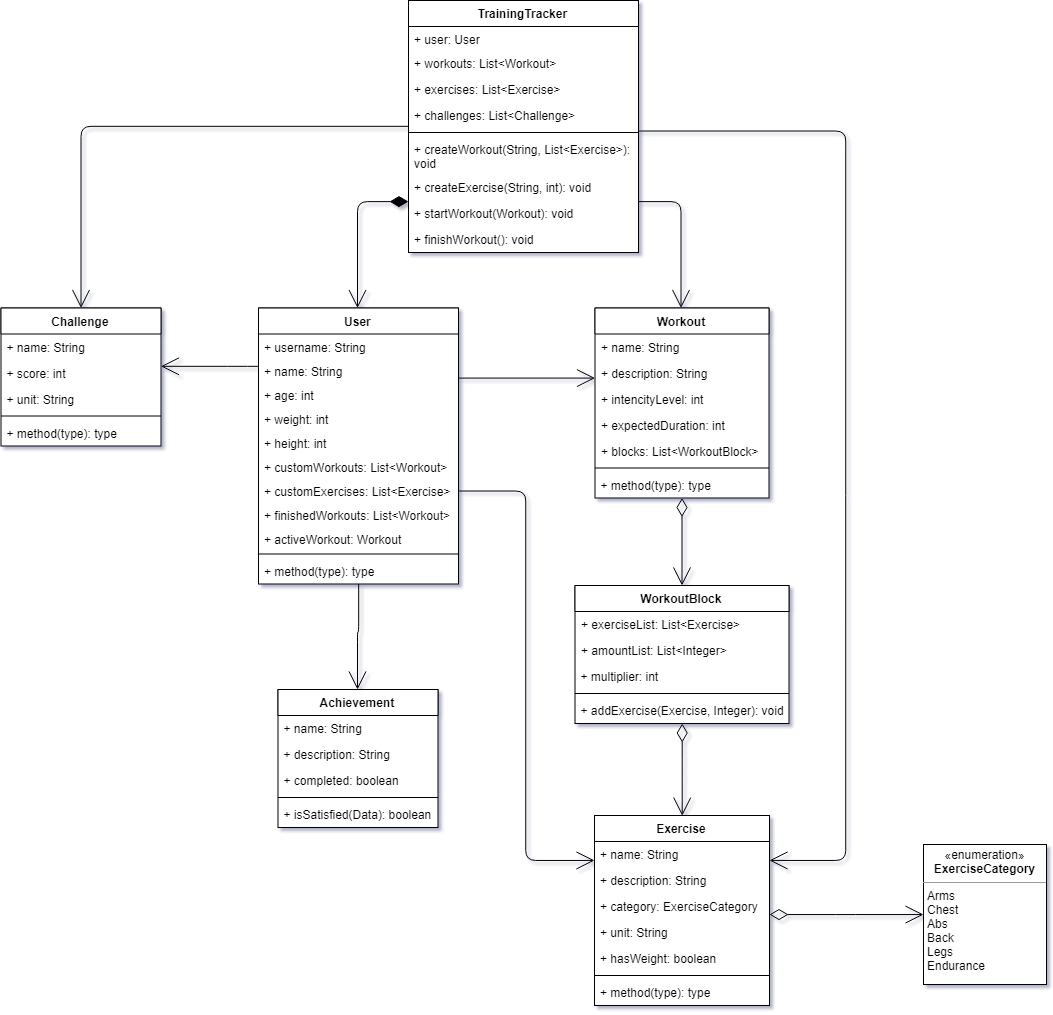 TrainingTracker
+ user: User
+ workouts: List<Workout>
+ exercises: List<Exercise>
+ challenges: List<Challenge>
+ createWorkout(String, List<Exercise>):
void
+ createExercise(String, int): void
+ startWorkout(Workout): void
+ finishWorkout(): void
Challenge
+ name: String
+ score: int
+ unit: String
+ method(type): type
User
+ username: String
+ name: String
+ age: int
+ weight: int
+ height: int
+ customWorkouts: List<Workout>
+ customExercises: List<Exercise>
+ finishedWorkouts: List<Workout>
+ activeWorkout: Workout
+ method(type): type
Workout
+ name: String
+ description: String
+ intencityLevel: int
+ expectedDuration: int
+ blocks: List<WorkoutBlock>
+ method(type): type
WorkoutBlock
+ exerciseList: List<Exercise>
+ amountList: List<Integer>
+ multiplier: int
+ addExercise(Exercise, Integer): void
Achievement
+ name: String
+ description: String
+ completed: boolean
+ isSatisfied(Data): boolean
Exercise
+ name: String
+ description: String
+ category: ExerciseCategory
+ unit: String
+ hasWeight: boolean
+ method(type): type
«enumeration»
ExerciseCategory
Arms
Chest
Abs
Back
Legs
Endurance